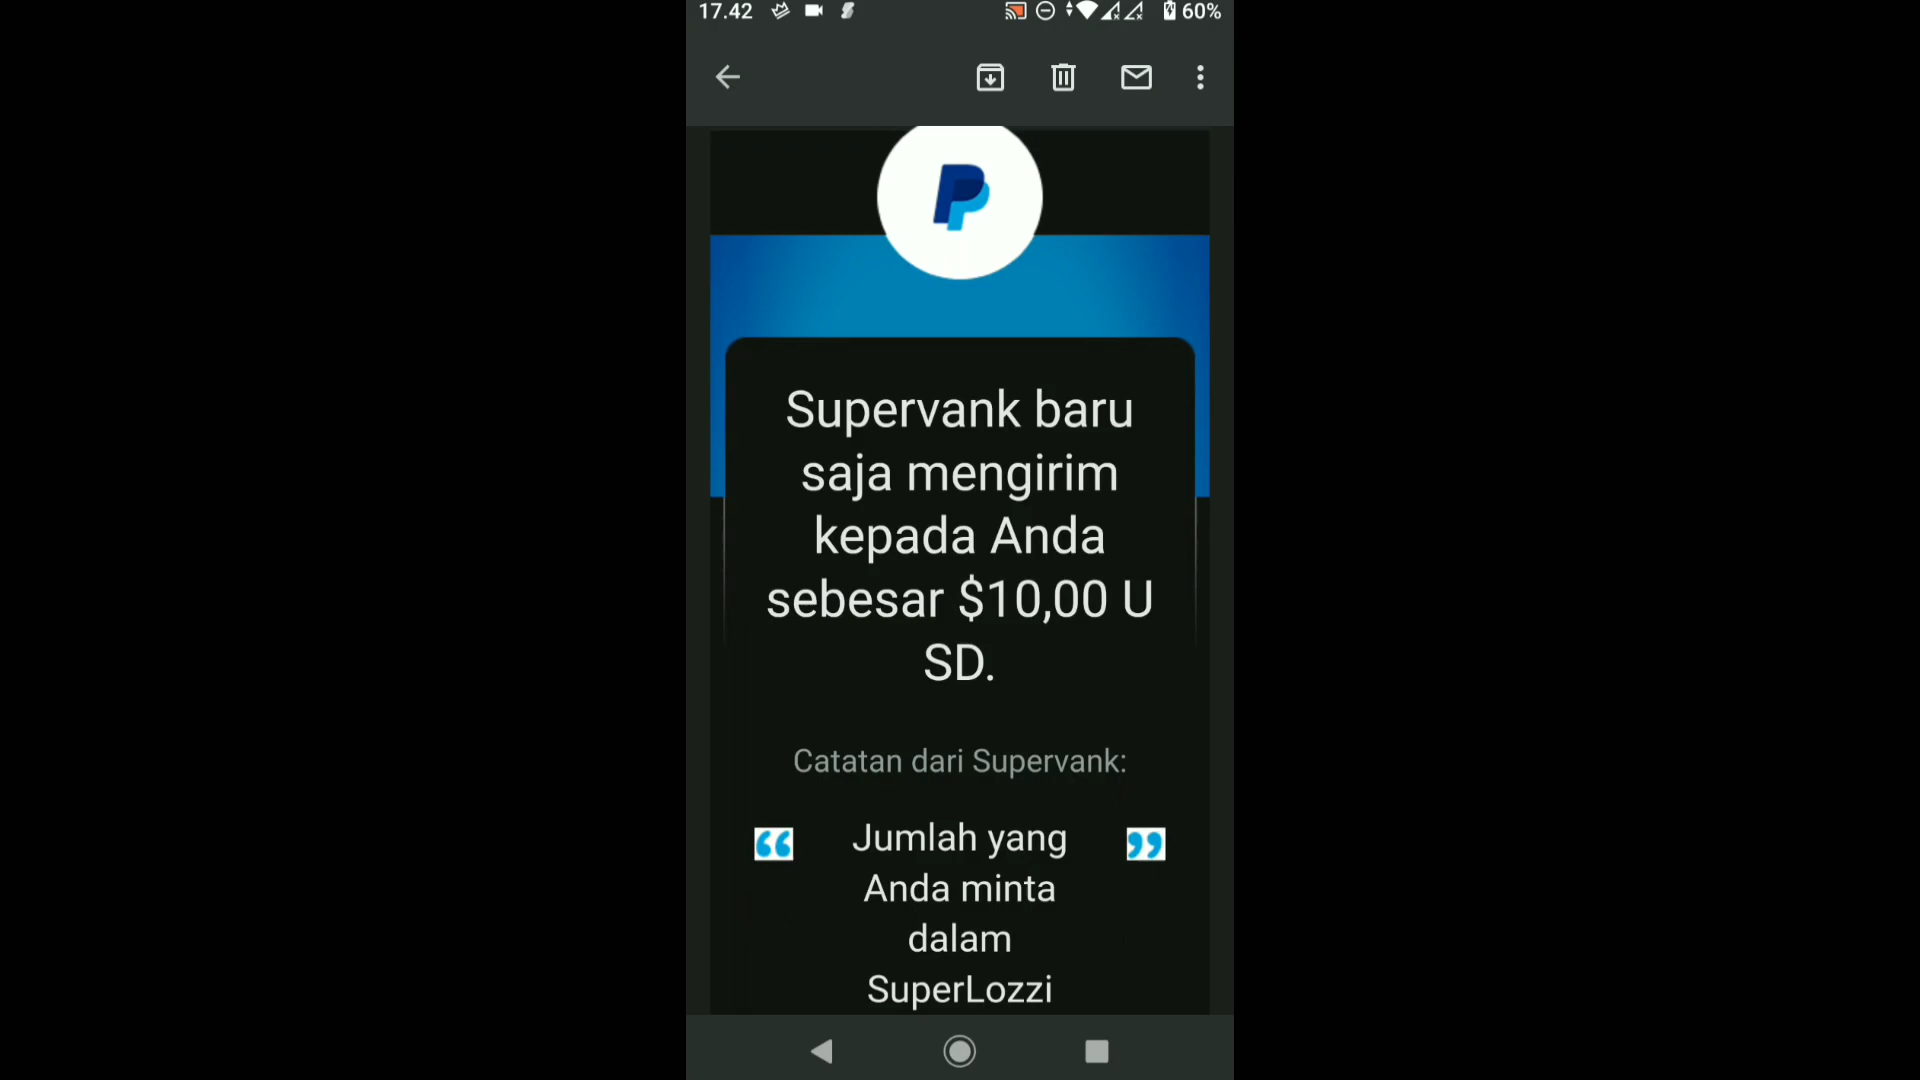 17.42
60%
Supervank baru
saja mengirim
kepada Anda
sebesar $10,00 U
SD.
Catatan dari Supervank:
“ Jumlah yang ”
Anda minta
dalam
SuperLozzi